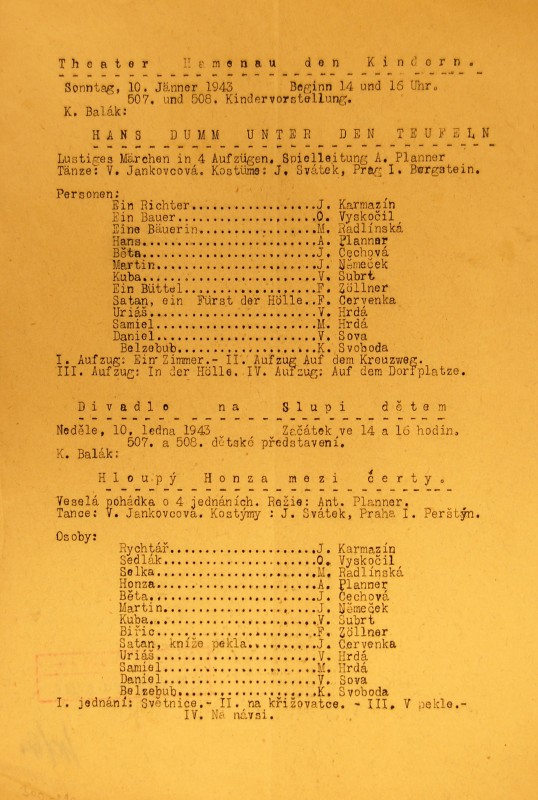 Theater Hamenau den Kindern.
Sonntag, 10. Jänner 1943 Beginn 14 und 16 Uhr.
507. und 508. Kindervorstellung.
K. Balák:
HANS DUMM UNTER DEN TEUFELN
Lustiges Märchen in 4 Aufzügen. Spielleitung A. Planner
Tänze: V. Jankovcová. Kostüme: J. Svátek, Prag I. Bergstein.
Personen:
Ein Richter....................J. Karmazín
Ein Bauer......................O. Vyskočil
Eine Bäuerin...................M. Radlínská
Hans...........................A. Planner
Běta...........................J. Čechová
Martin.........................J. Němeček
Kuba...........................V. Šubrt
Ein Büttel.....................F. Zöllner
Satan, ein Fürst der Hölle..F. Červenka
Uriáš..........................V. Hrdá
Samiel.........................M. Hrdá
Daniel.........................V. Sova
Belzebub.......................K. Svoboda
I. Aufzug: Ein Zimmer.- II. Aufzug Auf dem Kreuzweg.
III. Aufzug: In der Hölle. IV. Aufzug: Auf dem Dorfplatze.
Divadlo na Slupi dětem
Neděle, 10. ledna 1943 Začátek ve 14 a 16 hodin.
507. a 508. dětské představení.
K. Balák:
Hloupý Honza mezi čerty.
Veselá pohádka o 4 jednáních. Režie: Ant. Planner.
Tance: V. Jankovcová. Kostýmy : J. Svátek, Praha I. Perštýn.
Osoby:
Rychtář....................J. Karmazín
Sedlák.....................O. Vyskočil
Selka......................M. Radlínská
Honza......................A. Planner
Běta.......................J. Čechová
Martin.....................J. Němeček
Kuba.......................V. Šubrt
Biřic......................F. Zöllner
Satan, kníže pekla.........J. Červenka
Uriáš......................V. Hrdá
Samiel.....................M. Hrdá
Daniel.....................V. Sova
Belzebub...................K. Svoboda
I. jednání: Světnice.- II. na křižovatce. - III. V pekle.-
IV. Na návsi.